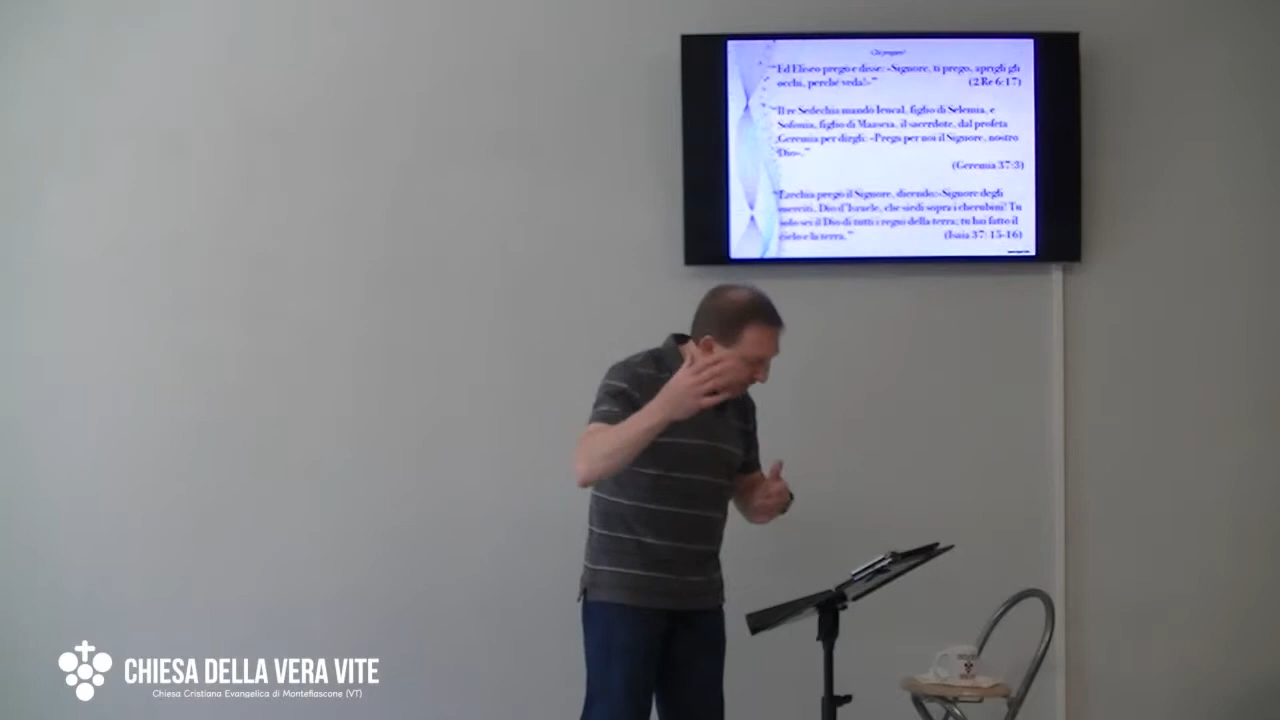 Chi pregare?
"Ed Eliseo pregò e disse: «Signore, ti prego, aprigli gli
occhi, perché veda!»"
(2 Re 6:17)
"Il re Sedechia mandò Ieucal, figlio di Selemia, e
Sofonia, figlio di Maaseia, il sacerdote, dal profeta
Geremia per dirgli: «Prega per noi il Signore, nostro
Dio»."
(Geremia 37:3)
"Ezechia pregò il Signore, dicendo:«Signore degli
eserciti, Dio d'Israele, che siedi sopra i cherubini! Tu
solo sei il Dio di tutti i regno della terra; tu hai fatto il
cielo e la terra."
(Isaia 37: 15-16)
CHIESA DELLA VERA VITE
Chiesa Cristiana Evangelica di Montefiascone (VT)